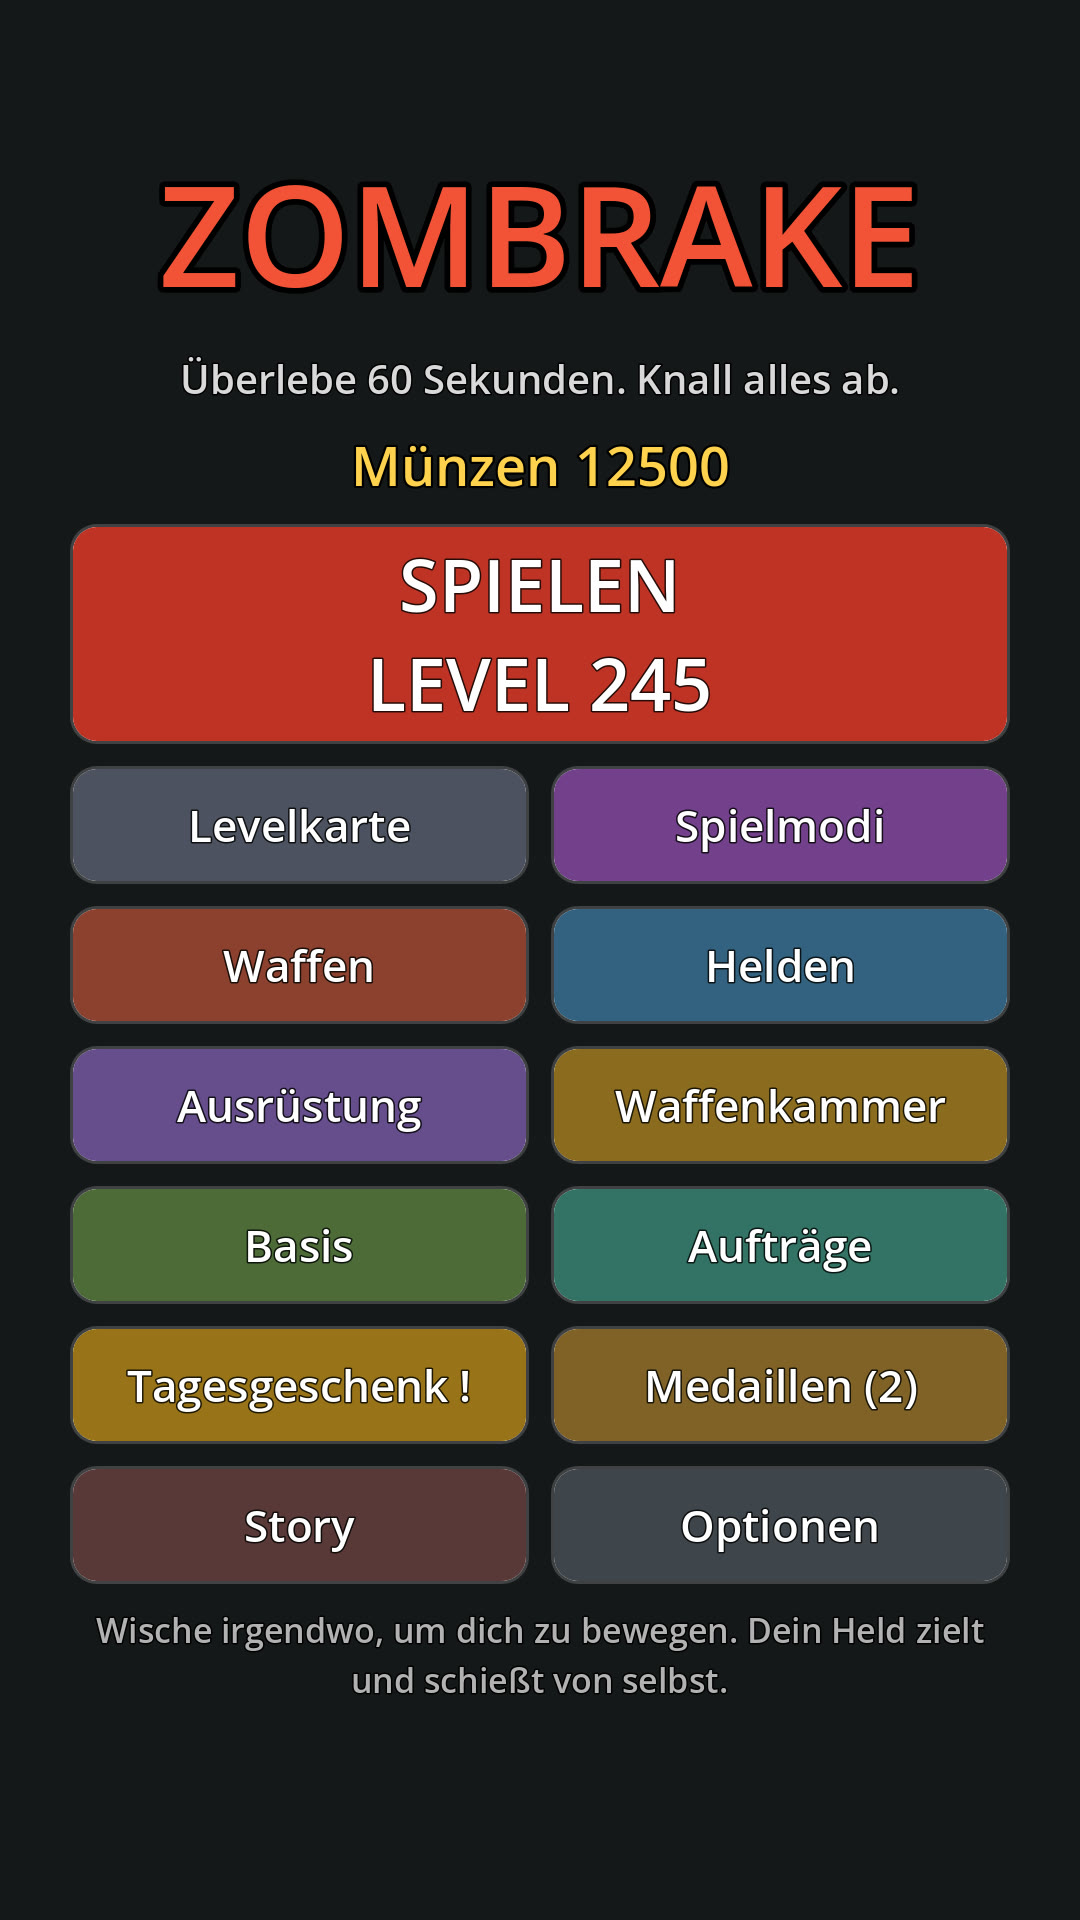 ZOMBRAKE
Überlebe 60 Sekunden. Knall alles ab.
Münzen 12500
SPIELEN
LEVEL 245
Levelkarte
Spielmodi
Waffen
Helden
Ausrüstung
Waffenkammer
Basis
Aufträge
Tagesgeschenk !
Medaillen (2)
Story
Optionen
Wische irgendwo, um dich zu bewegen. Dein Held zielt
und schießt von selbst.